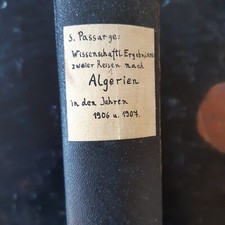 S. Passarge:
Wissenschaftl. Ergebnisse
zweier Reisen nach
Algerien
in den Jahren
1906 u. 1907.